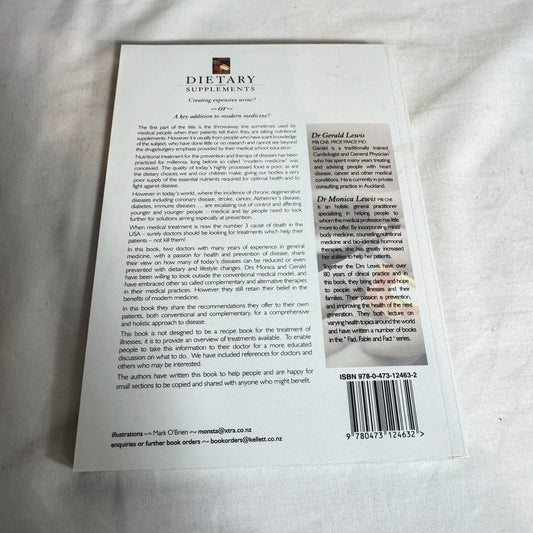 DIETARY
SUPPLEMENTS
Creating expensive urine?
~ or ~
A key addition to modern medicine?
The first part of the title is the throwaway line sometimes used by
medical people when their patients tell them they are taking nutritional
supplements. However it is usually from people who have scant knowledge
of the subject, who have done little or no research and cannot see beyond
the drugs/surgery emphasis provided by their medical school education.
Nutritional treatment for the prevention and therapy of diseases has been
practiced for millennia; long before so called "modern medicine" was
conceived. The quality of today's highly processed food is poor, as are
the dietary choices we and our children make, giving our bodies a very
poor supply of the essential nutrients required for optimal health and to
fight against disease.
However in today's world, where the incidence of chronic degenerative
diseases including coronary disease, stroke, cancer, Alzheimer's disease,
diabetes, immune diseases . . . are escalating out of control and affecting
younger and younger people – medical and lay people need to look
further for solutions aiming especially at prevention.
When medical treatment is now the number 3 cause of death in the
USA – surely doctors should be looking for treatments which help their
patients – not kill them!
In this book, two doctors with many years of experience in general
medicine, with a passion for health and prevention of disease, share
their view on how many of today's diseases can be reduced or even
prevented with dietary and lifestyle changes. Drs Monica and Gerald
have been willing to look outside the conventional medical model, and
have embraced other so called complementary and alternative therapies
in their medical practices. However they still retain their belief in the
benefits of modern medicine.
In this book they share the recommendations they offer to their own
patients, both conventional and complementary, for a comprehensive
and holistic approach to disease.
This book is not designed to be a recipe book for the treatment of
illnesses; it is to provide an overview of treatments available. To enable
people to take this information to their doctor for a more educated
discussion on what to do. We have included references for doctors and
others who may be interested.
The authors have written this book to help people and are happy for
small sections to be copied and shared with anyone who might benefit.
illustrations ~ Mark O'Brien ~ monsta@xtra.co.nz
enquiries or further book orders ~ bookorders@kellett.co.nz
Dr Gerald Lewis
MB ChB, FRCP, FRACP, MD,
Gerald is a traditionally trained,
Cardiologist and General Physician
who has spent many years treating
and advising people with heart
disease, cancer and other medical
conditions. He is currently in private
consulting practice in Auckland.
Dr Monica Lewis MB ChB
is an holistic general practitioner
specializing in helping people to
whom the medical profession has little
more to offer. By incorporating mind/
body medicine, counseling, nutritional
medicine and bio-identical hormonal
therapies, she has greatly increased
her abilities to help her patients.
Together the Drs Lewis have over
80 years of clinical practice and in
this book, they bring clarity and hope
to people with illnesses and their
families. Their passion is prevention,
and improving the health of the next
generation. They both lecture on
varying health topics around the world
and have written a number of books
in the " Fad, Fable and Fact " series.
ISBN 978-0-473-12463-2
9 780473 124632 >